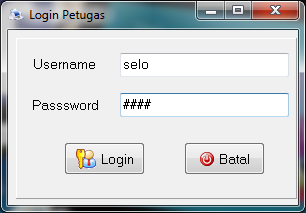 Login Petugas
Username selo
Passsword ####
Login Batal